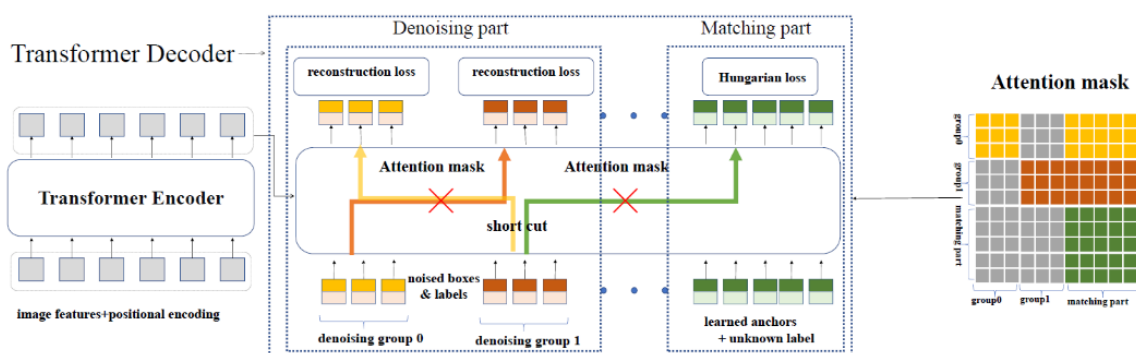 Denoising part
Matching part
Transformer Decoder
reconstruction loss
reconstruction loss
Hungarian loss
Attention mask
group0
group1
matching part
Attention mask
Attention mask
Transformer Encoder
short cut
noised boxes
& labels
image features+positional encoding
denoising group 0
denoising group 1
learned anchors
+ unknown label
group0
group1
matching part